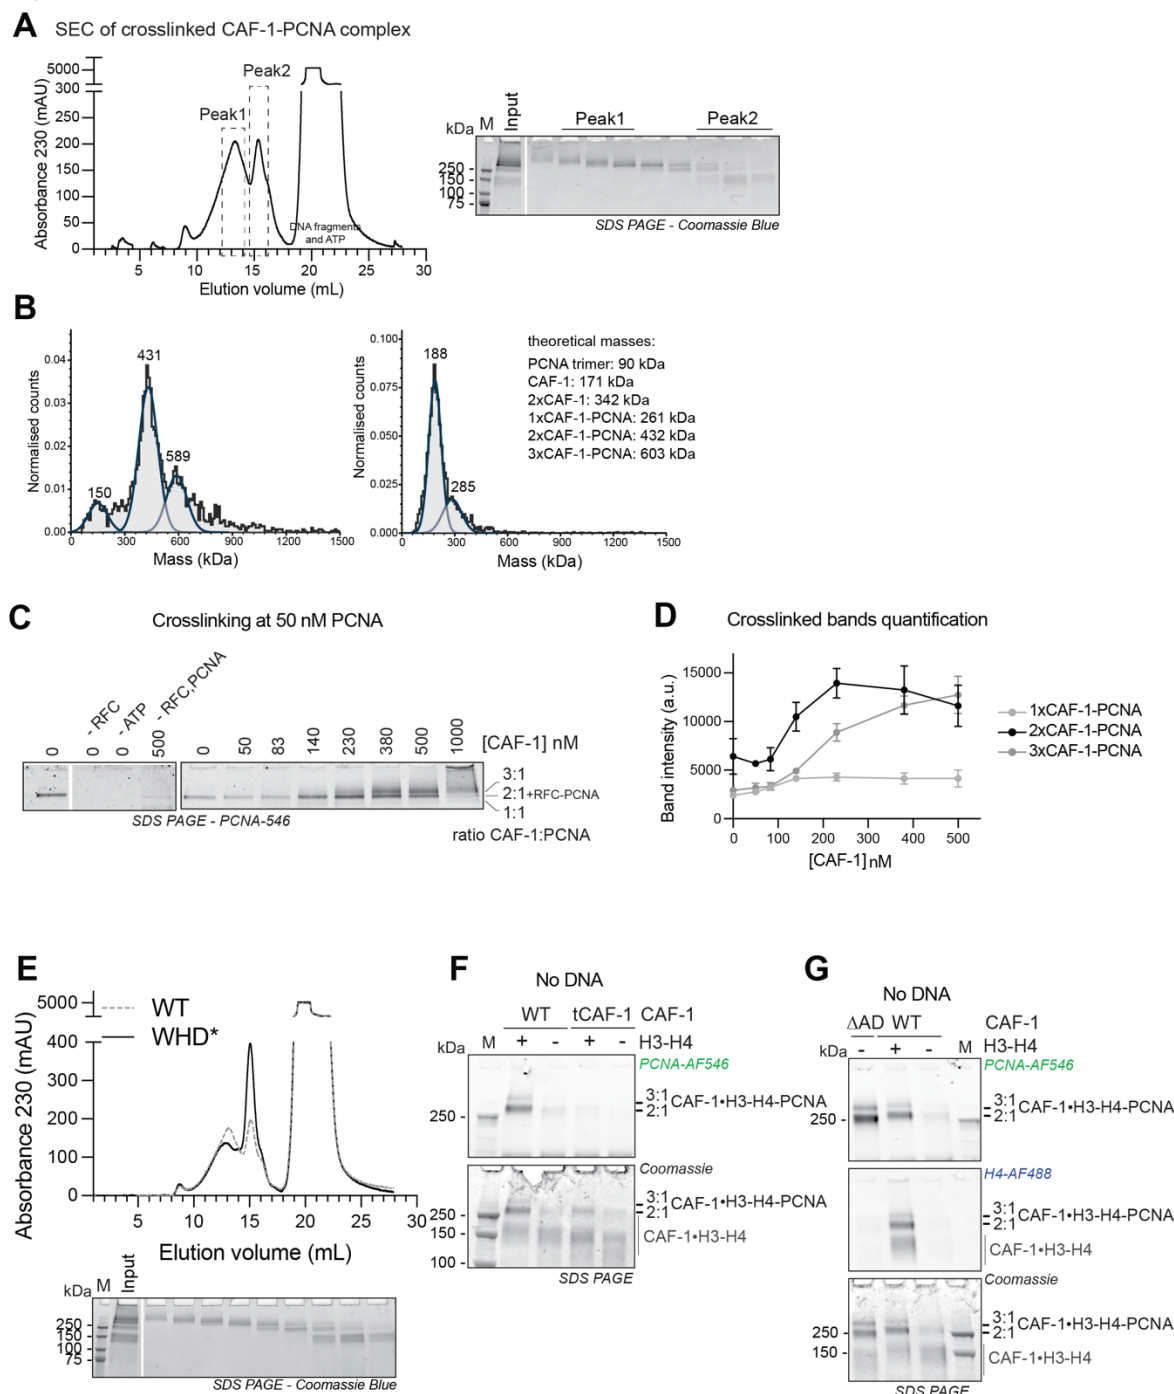 A SEC of crosslinked CAF-1-PCNA complex
Absorbance 230 (mAU)
5000
300
250
200
150
100
50
0
Peak1
Peak2
DNA fragments
and ATP
5 10 15 20 25 30
Elution volume (mL)
kDa M Input Peak1 Peak2
250 -
150 -
100 -
75 -
SDS PAGE - Coomassie Blue
B
Normalised counts
0.04
0.03
0.02
0.01
0.00
150
431
589
0 300 600 900 1200 1500
Mass (kDa)
Normalised counts
0.100
0.075
0.050
0.025
0.000
188
285
0 300 600 900 1200 1500
Mass (kDa)
theoretical masses:
PCNA trimer: 90 kDa
CAF-1: 171 kDa
2xCAF-1: 342 kDa
1xCAF-1-PCNA: 261 kDa
2xCAF-1-PCNA: 432 kDa
3xCAF-1-PCNA: 603 kDa
C Crosslinking at 50 nM PCNA
0
0 - RFC
0 - ATP
500 - RFC,PCNA
0 50 83 140 230 380 500 1000 [CAF-1] nM
3:1
2:1+RFC-PCNA
1:1
SDS PAGE - PCNA-546
ratio CAF-1:PCNA
D Crosslinked bands quantification
Band intensity (a.u.)
15000
10000
5000
0
0 100 200 300 400 500
[CAF-1] nM
1xCAF-1-PCNA
2xCAF-1-PCNA
3xCAF-1-PCNA
E
Absorbance 230 (mAU)
5000
400
300
200
100
0
WT
WHD*
5 10 15 20 25 30
Elution volume (mL)
kDa M Input
250 -
150 -
100 -
75 -
SDS PAGE - Coomassie Blue
F
No DNA
WT tCAF-1 CAF-1
M + - + - H3-H4
kDa
PCNA-AF546
250 -
3:1
2:1 CAF-1•H3-H4-PCNA
Coomassie
250 -
150 -
100 -
3:1
2:1 CAF-1•H3-H4-PCNA
CAF-1•H3-H4
SDS PAGE
G
No DNA
ΔAD WT CAF-1
- + - M H3-H4
kDa
PCNA-AF546
250 -
3:1
2:1 CAF-1•H3-H4-PCNA
H4-AF488
3:1
2:1 CAF-1•H3-H4-PCNA
CAF-1•H3-H4
Coomassie
250 -
150 -
3:1
2:1 CAF-1•H3-H4-PCNA
CAF-1•H3-H4
SDS PAGE